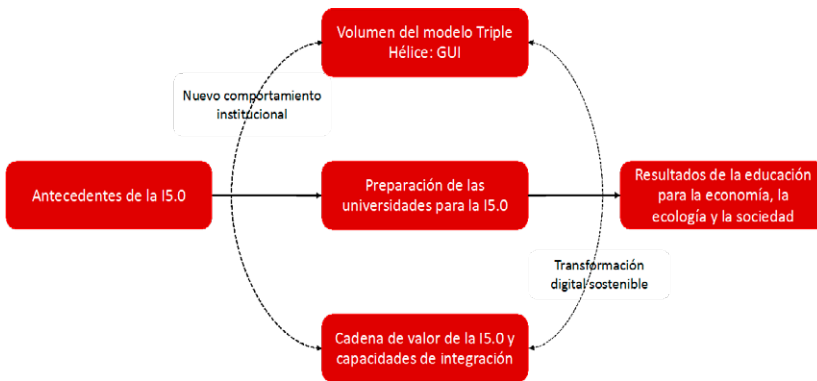 Volumen del modelo Triple
Hélice: GUI
Nuevo comportamiento
institucional
Antecedentes de la I5.0
Preparación de las
universidades para la I5.0
Resultados de la educación
para la economía, la
ecología y la sociedad
Transformación
digital sostenible
Cadena de valor de la I5.0 y
capacidades de integración